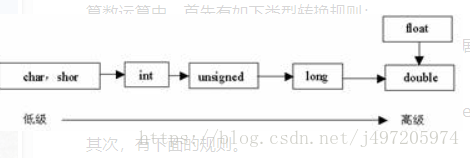 算数运算中，首先有如下类型转换规则：
float
char，shor
int
unsigned
long
double
低级
高级
https://blog.csdn.net/j497205974
其次，有下面的规则。